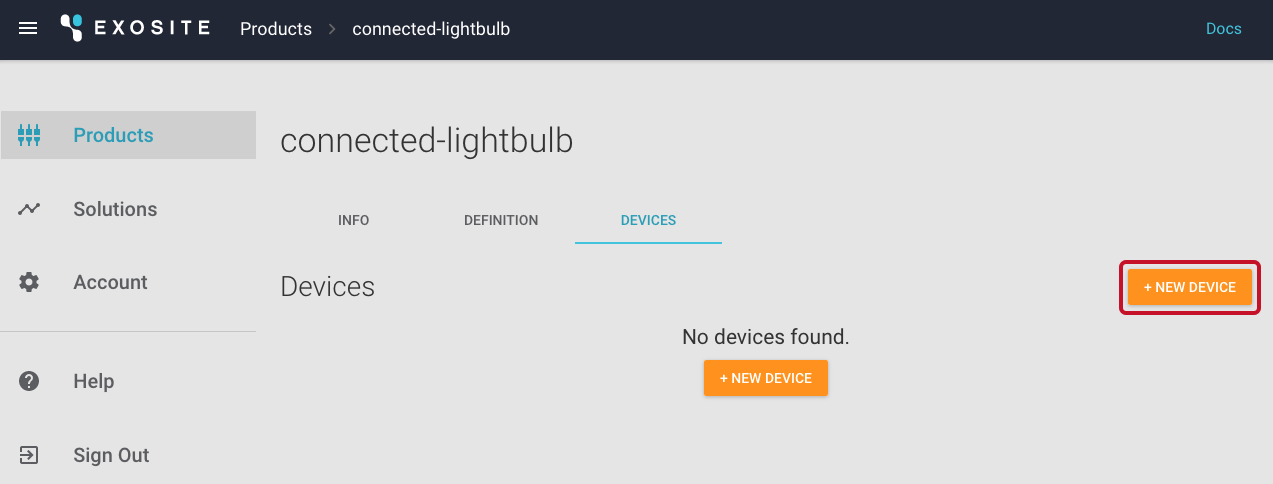 EXOSITE Products > connected-lightbulb Docs
Products
connected-lightbulb
Solutions
INFO DEFINITION DEVICES
Account
Devices
+ NEW DEVICE
No devices found.
+ NEW DEVICE
Help
Sign Out